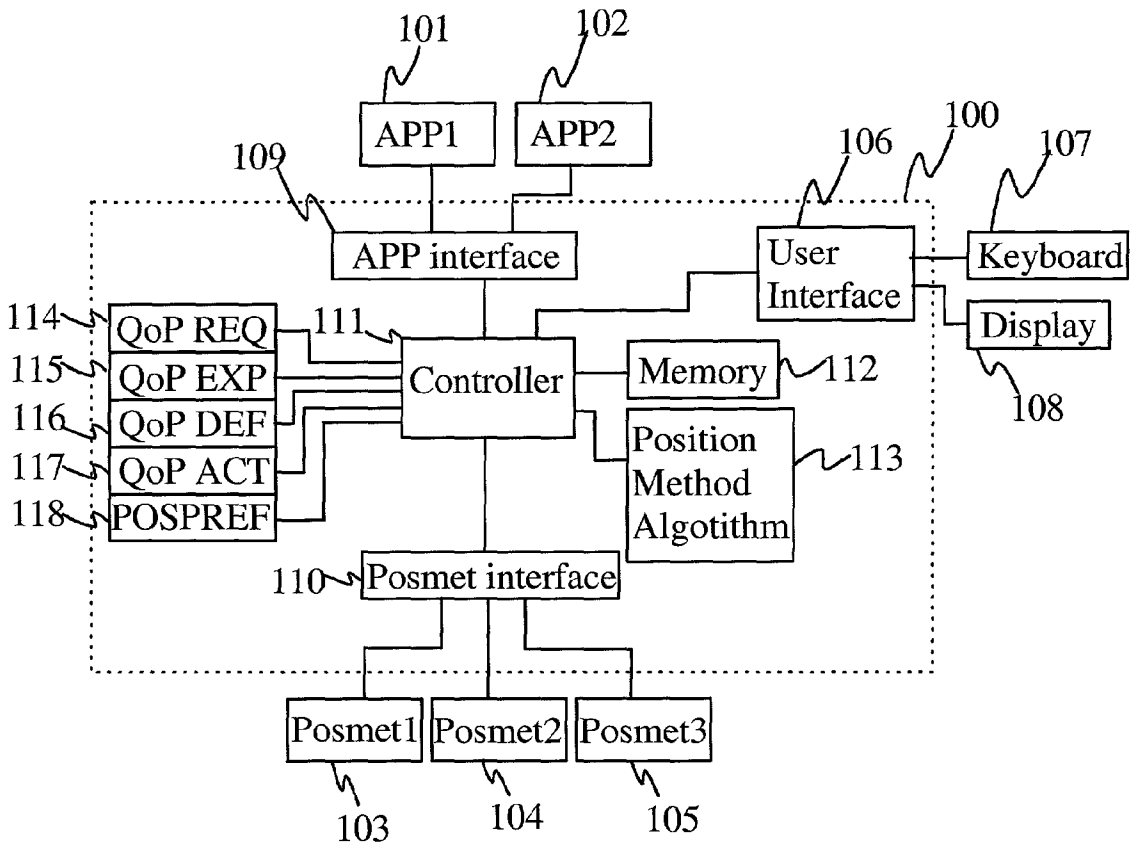 101
102
APP1
APP2
100
106
107
109
APP interface
User
Interface
Keyboard
Display
108
114
QoP REQ
111
115
QoP EXP
Controller
Memory
112
116
QoP DEF
117
QoP ACT
Position
Method
Algotithm
113
118
POSPREF
110
Posmet interface
Posmet1
Posmet2
Posmet3
103
104
105